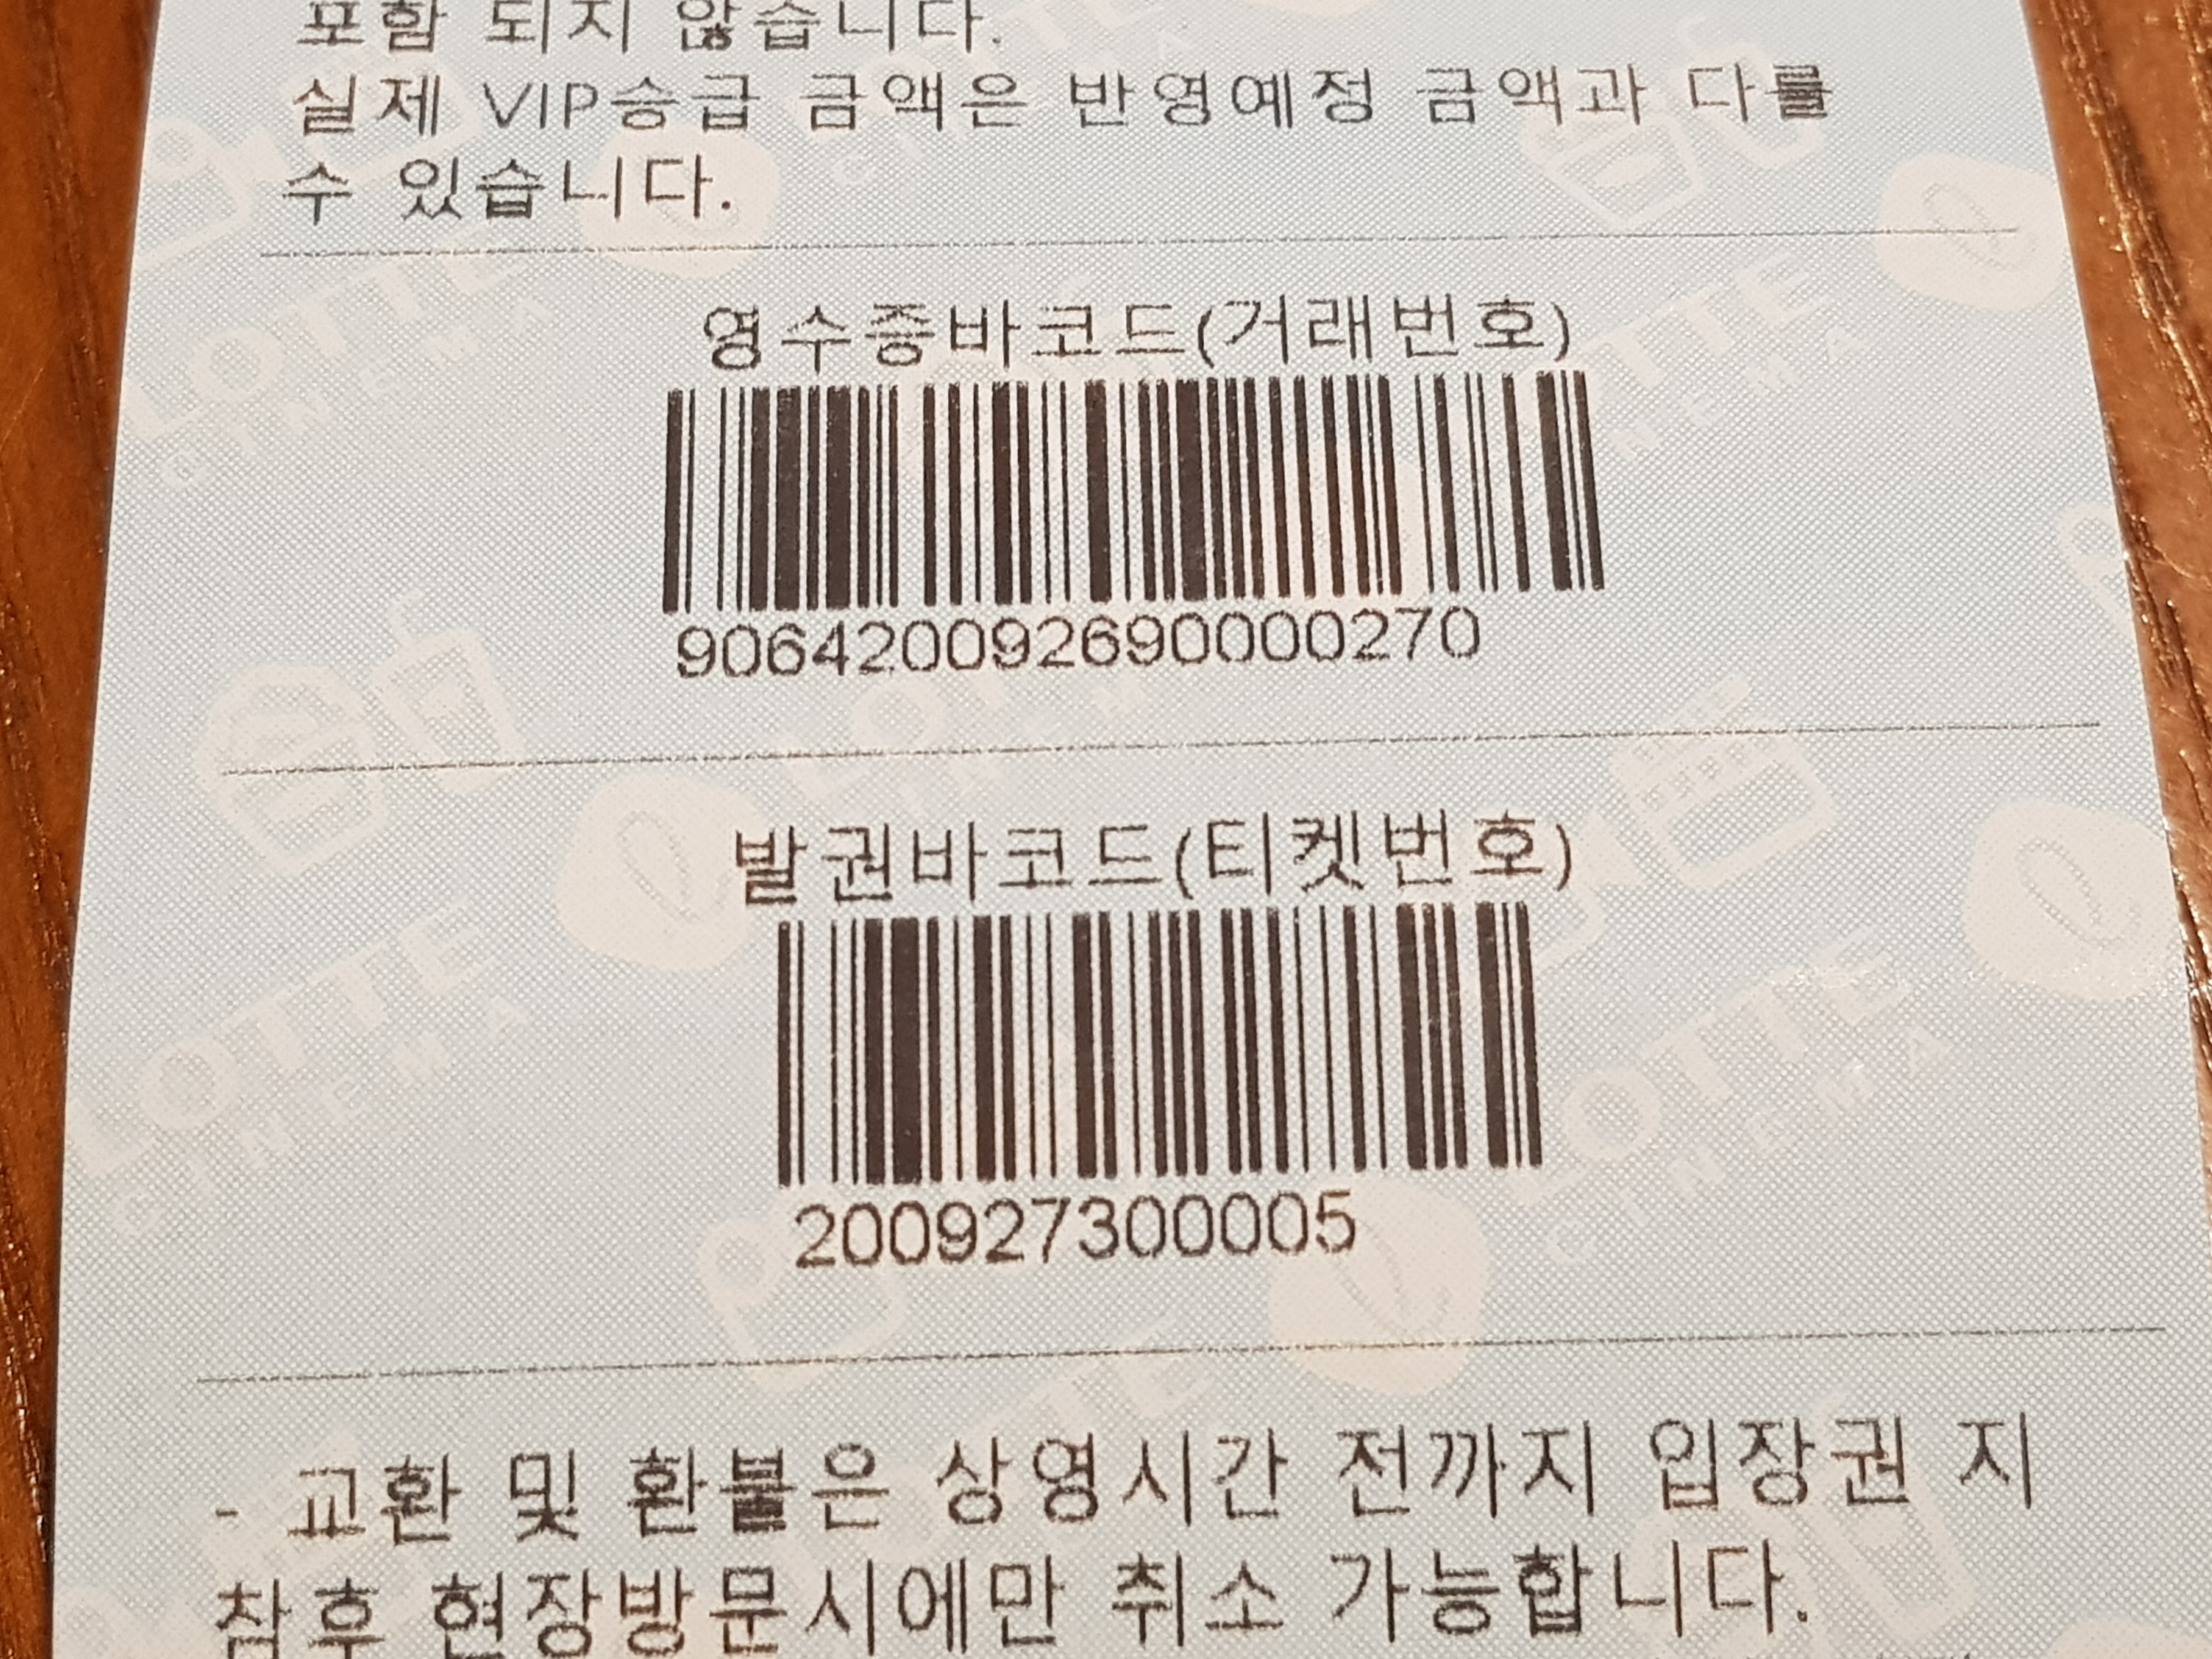 포함 되지 않습니다.
실제 VIP승급 금액은 반영예정 금액과 다를
수 있습니다.
영수증바코드(거래번호)
906420092690000270
발권바코드(티켓번호)
200927300005
- 교환 및 환불은 상영시간 전까지 입장권 지
참후 현장방문시에만 취소 가능합니다.
LOTTE
CINEMA